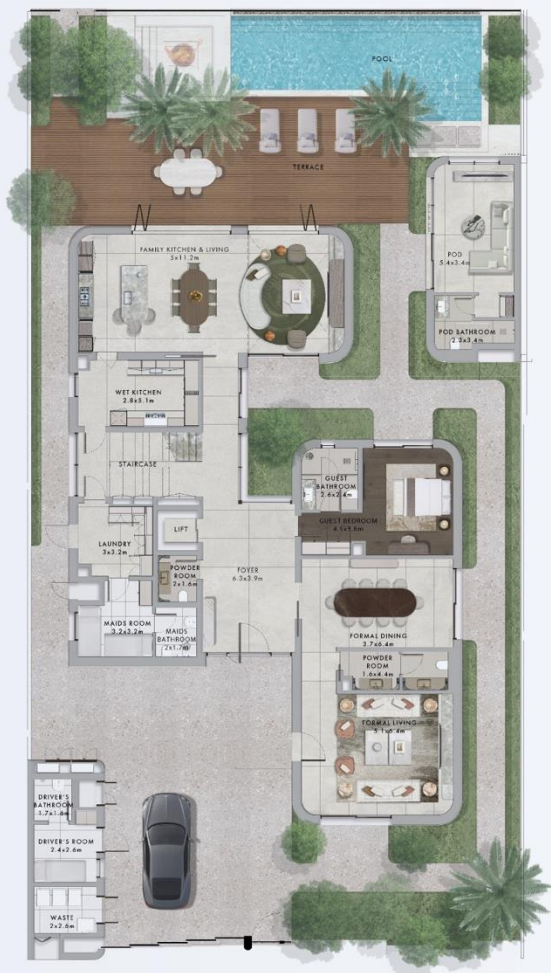 POOL
TERRACE
FAMILY KITCHEN & LIVING
5x11.2m
POD
5.4x3.4m
POD BATHROOM
2.3x3.4m
WET KITCHEN
2.8x5.1m
STAIRCASE
GUEST
BATHROOM
2.6x2.4m
GUEST BEDROOM
LIFT
LAUNDRY
3x3.2m
POWDER
ROOM
2x1.6m
FOYER
6.3x3.9m
MAIDS ROOM
3.2x3.2m
MAIDS
BATHROOM
2x1.7m
FORMAL DINING
3.7x6.4m
POWDER
ROOM
1.6x4.4m
FORMAL LIVING
5.1x6.4m
DRIVER'S
BATHROOM
1.7x1.6m
DRIVER'S ROOM
2.4x2.6m
WASTE
2x2.6m